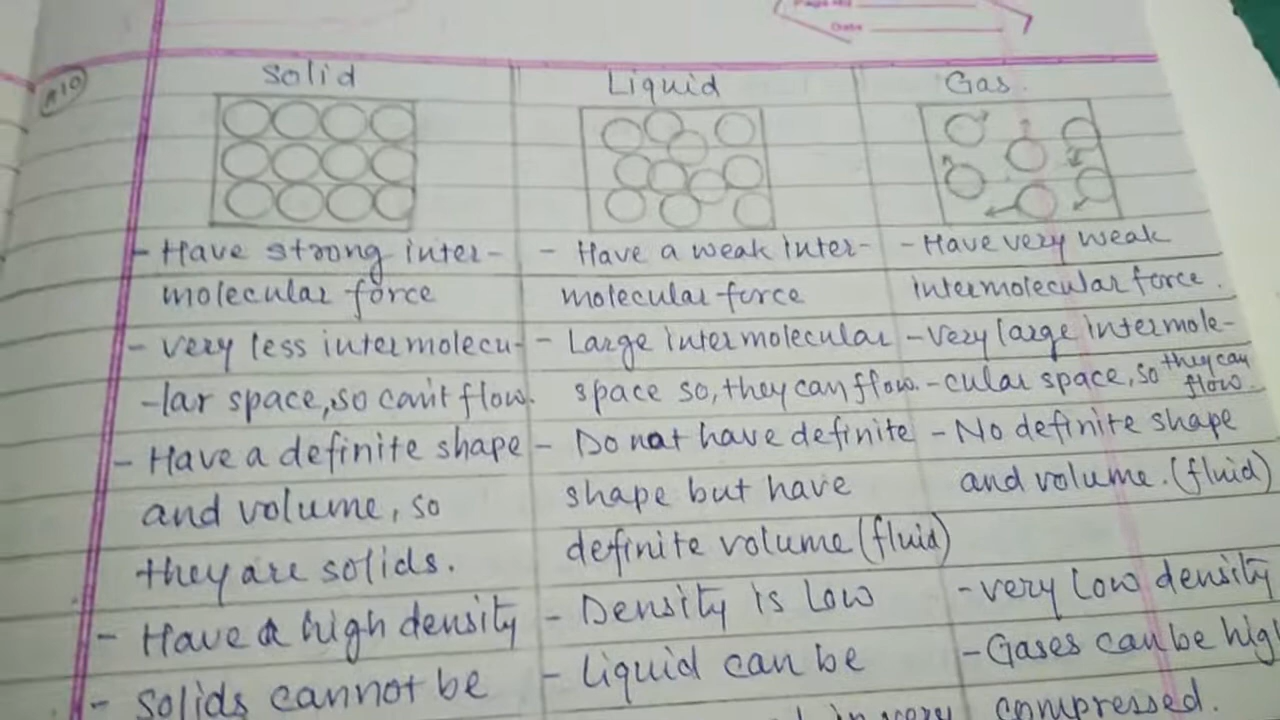 Page No
Date
A10
Solid
- Have strong inter-
molecular force
- very less intermolecu-
-lar space, so can't flow.
- Have a definite shape
and volume, so
they are solids.
- Have a high density
- Solids cannot be
Liquid
- Have a weak inter-
molecular force
- Large intermolecular
space so, they can flow.
- Do not have definite
shape but have
definite volume (fluid)
- Density is low
- Liquid can be
Gas.
- Have very weak
intermolecular force.
- Very large intermole-
-cular space, so they can
flow.
- No definite shape
and volume. (fluid)
- very low density
- Gases can be
compressed.